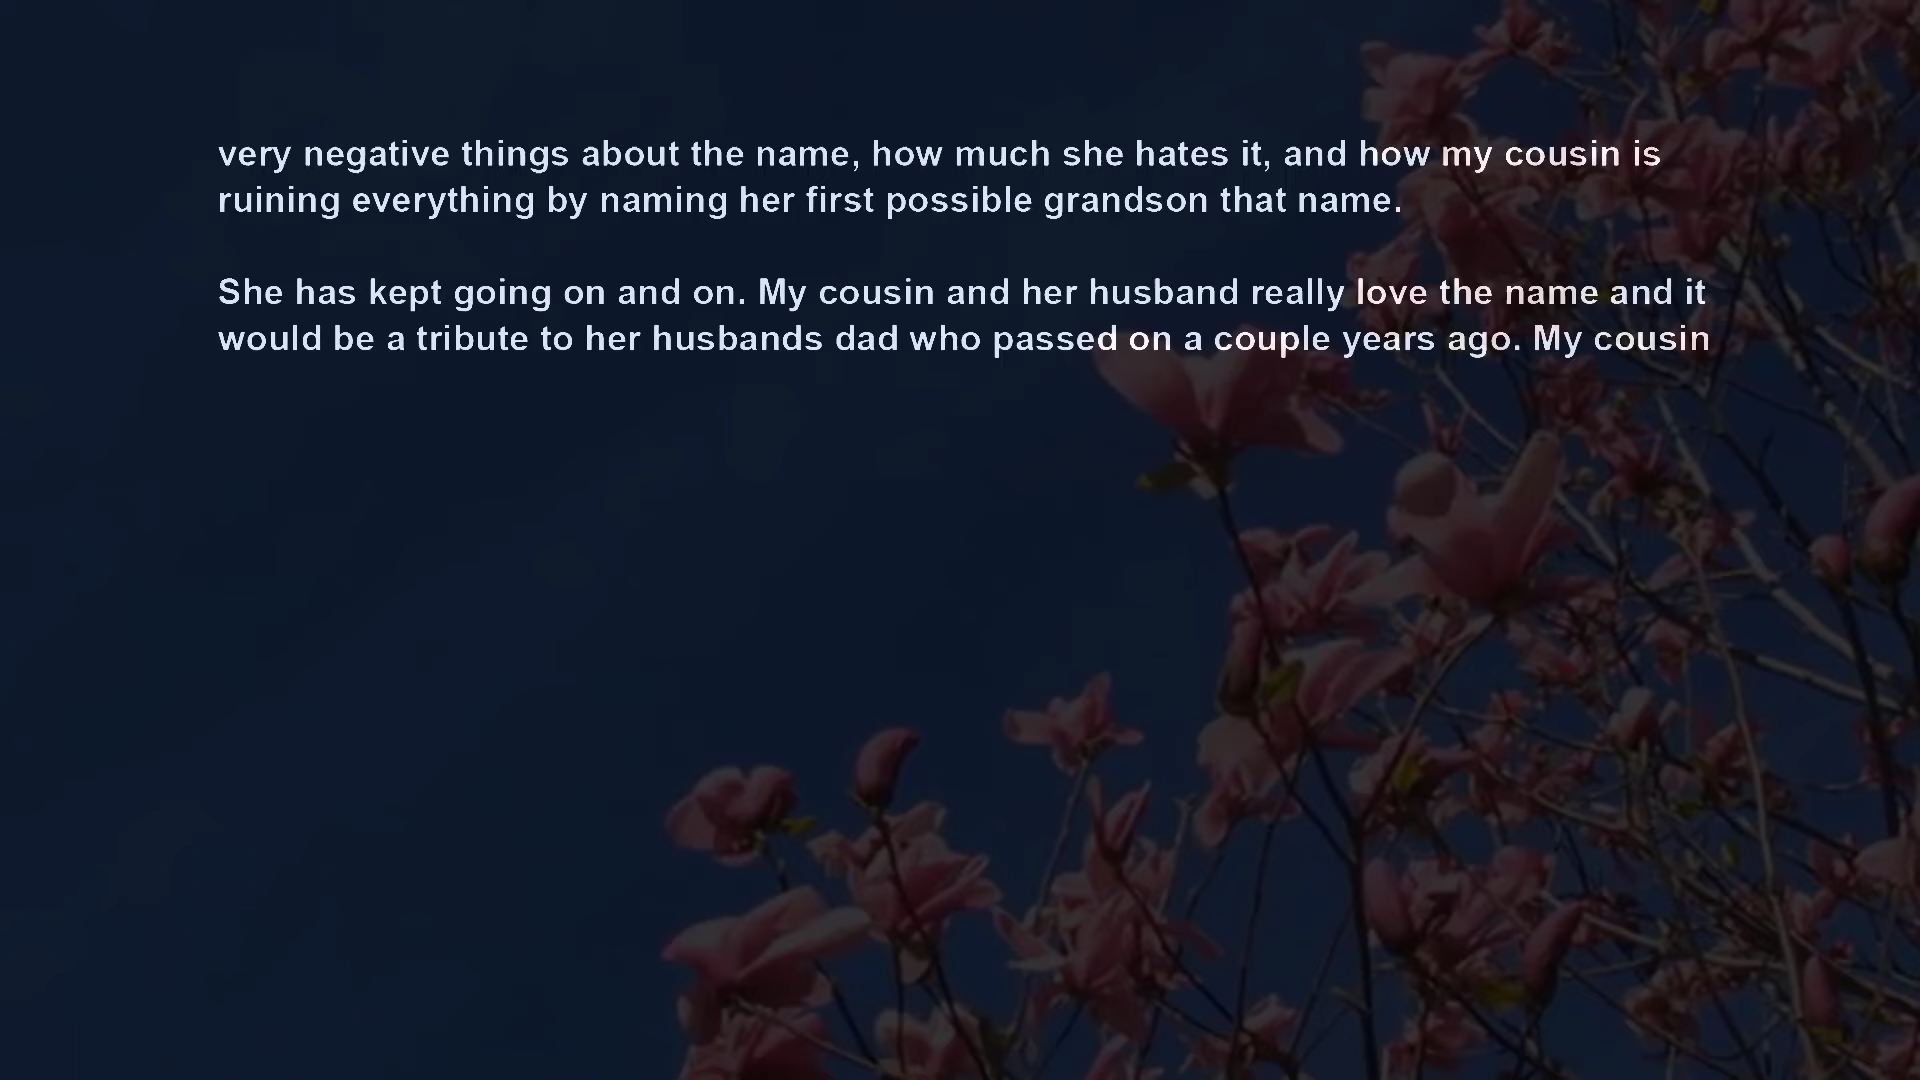 very negative things about the name, how much she hates it, and how my cousin is
ruining everything by naming her first possible grandson that name.
She has kept going on and on. My cousin and her husband really love the name and it
would be a tribute to her husbands dad who passed on a couple years ago. My cousin